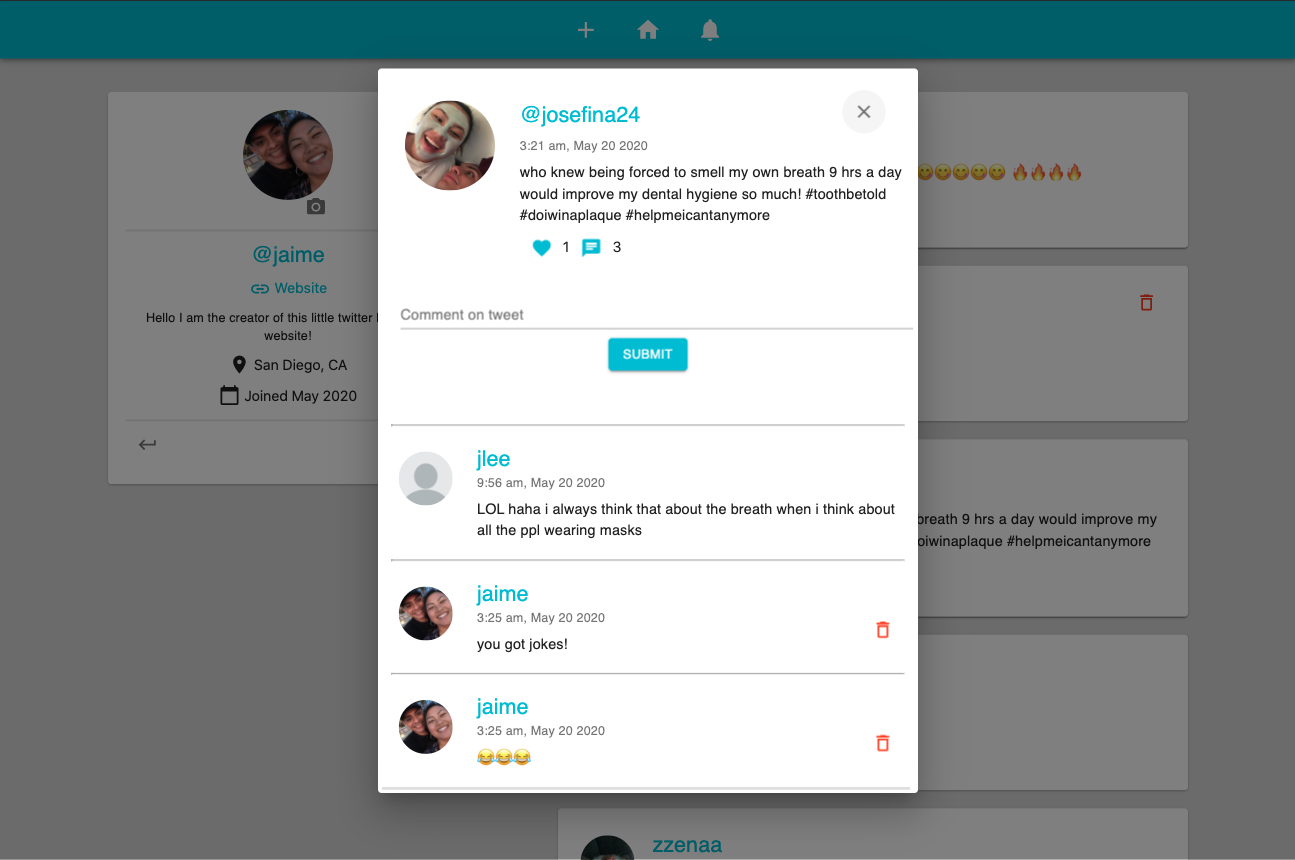 @jaime
Website
Hello I am the creator of this little twitter
website!
San Diego, CA
Joined May 2020
@josefina24
3:21 am, May 20 2020
who knew being forced to smell my own breath 9 hrs a day
would improve my dental hygiene so much! #toothbetold
#doiwinaplaque #helpmeicantanymore
1 3
Comment on tweet
SUBMIT
jlee
9:56 am, May 20 2020
LOL haha i always think that about the breath when i think about
all the ppl wearing masks
jaime
3:25 am, May 20 2020
you got jokes!
jaime
3:25 am, May 20 2020
😂😂😂
😋😋😋😋😋 🔥🔥🔥🔥
breath 9 hrs a day would improve my
oiwinaplaque #helpmeicantanymore
zzenaa